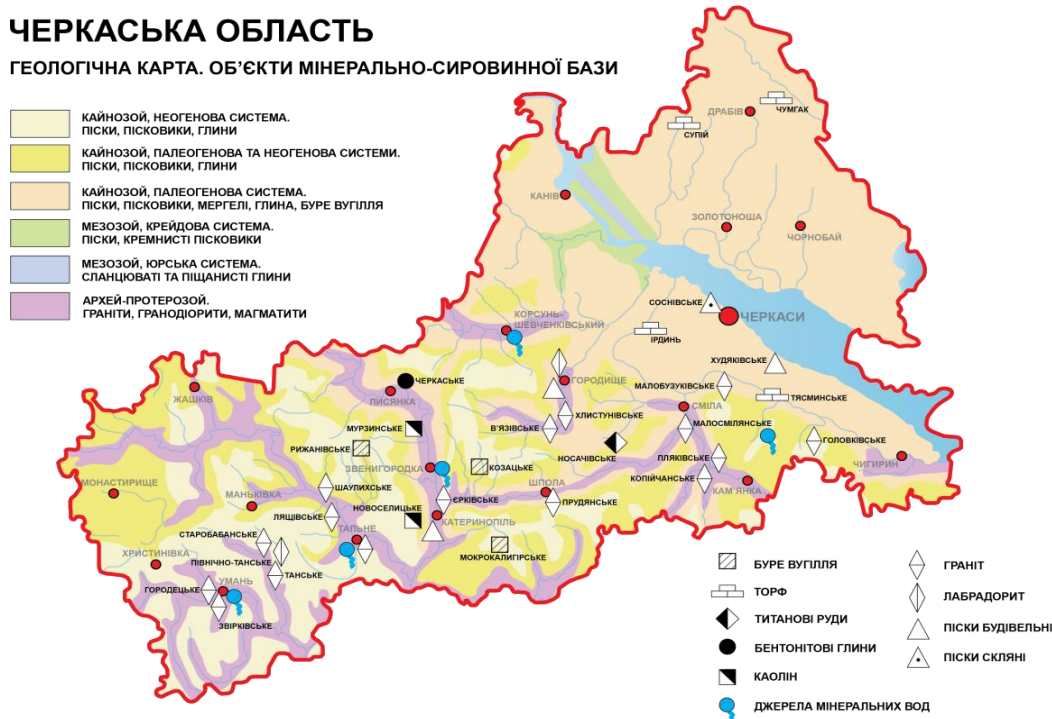 ЧЕРКАСЬКА ОБЛАСТЬ
ГЕОЛОГІЧНА КАРТА. ОБ'ЄКТИ МІНЕРАЛЬНО-СИРОВИННОЇ БАЗИ
КАЙНОЗОЙ, НЕОГЕНОВА СИСТЕМА.
ПІСКИ, ПІСКОВИКИ, ГЛИНИ
КАЙНОЗОЙ, ПАЛЕОГЕНОВА ТА НЕОГЕНОВА СИСТЕМИ.
ПІСКИ, ПІСКОВИКИ, ГЛИНИ
КАЙНОЗОЙ, ПАЛЕОГЕНОВА СИСТЕМА.
ПІСКИ, ПІСКОВИКИ, МЕРГЕЛІ, ГЛИНА, БУРЕ ВУГІЛЛЯ
МЕЗОЗОЙ, КРЕЙДОВА СИСТЕМА.
ПІСКИ, КРЕМНИСТІ ПІСКОВИКИ
МЕЗОЗОЙ, ЮРСЬКА СИСТЕМА.
СЛАНЦЮВАТІ ТА ПІЩАНИСТІ ГЛИНИ
АРХЕЙ-ПРОТЕРОЗОЙ.
ГРАНІТИ, ГРАНОДІОРИТИ, МАГМАТИТИ
ДРАБІВ
ЧУМГАК
СУПІЙ
КАНІВ
ЗОЛОТОНОША
ЧОРНОБАЙ
СОСНІВСЬКЕ
ЧЕРКАСИ
КОРСУНЬ-
ШЕВЧЕНКІВСЬКИЙ
ІРДИНЬ
ХУДЯКІВСЬКЕ
ЧЕРКАСЬКЕ
ГОРОДИЩЕ
МАЛОБУЗУКІВСЬКЕ
ЖАШКІВ
ЛИСЯНКА
ТЯСМИНСЬКЕ
СМІЛА
ХЛИСТУНІВСЬКЕ
МУРЗИНСЬКЕ
В'ЯЗІВСЬКЕ
МАЛОСМІЛЯНСЬКЕ
ГОЛОВКІВСЬКЕ
РИЖАНІВСЬКЕ
НОСАЧІВСЬКЕ
ПЛЯКІВСЬКЕ
ЧИГИРИН
ЗВЕНИГОРОДКА
КОЗАЦЬКЕ
КОПІЙЧАНСЬКЕ
КАМ'ЯНКА
МОНАСТИРИЩЕ
ШПОЛА
ШАУЛИХСЬКЕ
МАНЬКІВКА
ЄРКІВСЬКЕ
ПРУДЯНСЬКЕ
НОВОСЕЛИЦЬКЕ
ЛЯЩІВСЬКЕ
КАТЕРИНОПІЛЬ
ТАЛЬНЕ
СТАРОБАБАНСЬКЕ
ХРИСТИНІВКА
МОКРОКАЛИГІРСЬКЕ
ПІВНІЧНО-ТАНСЬКЕ
ТАНСЬКЕ
УМАНЬ
ГОРОДЕЦЬКЕ
ЗВІРКІВСЬКЕ
БУРЕ ВУГІЛЛЯ
ТОРФ
ТИТАНОВІ РУДИ
БЕНТОНІТОВІ ГЛИНИ
КАОЛІН
ДЖЕРЕЛА МІНЕРАЛЬНИХ ВОД
ГРАНІТ
ЛАБРАДОРИТ
ПІСКИ БУДІВЕЛЬНІ
ПІСКИ СКЛЯНІ